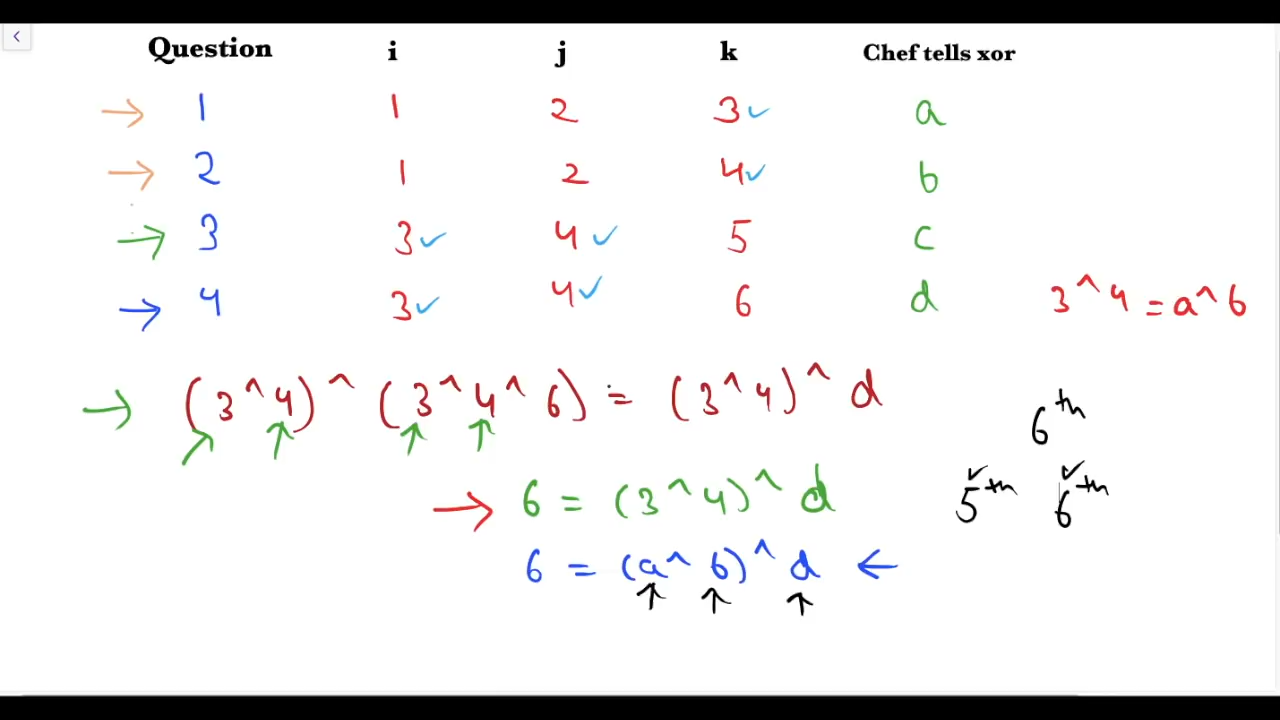 Question i j k Chef tells xor
→ 1 1 2 3✓ a
→ 2 1 2 4✓ b
→ 3 3✓ 4✓ 5 c
→ 4 3✓ 4✓ 6 d 3^4 = a^b
→ (3^4)^ (3^4^6) = (3^4)^d
6th
→ 6 = (3^4)^d 5th 6th
6 = (a^b)^d ←